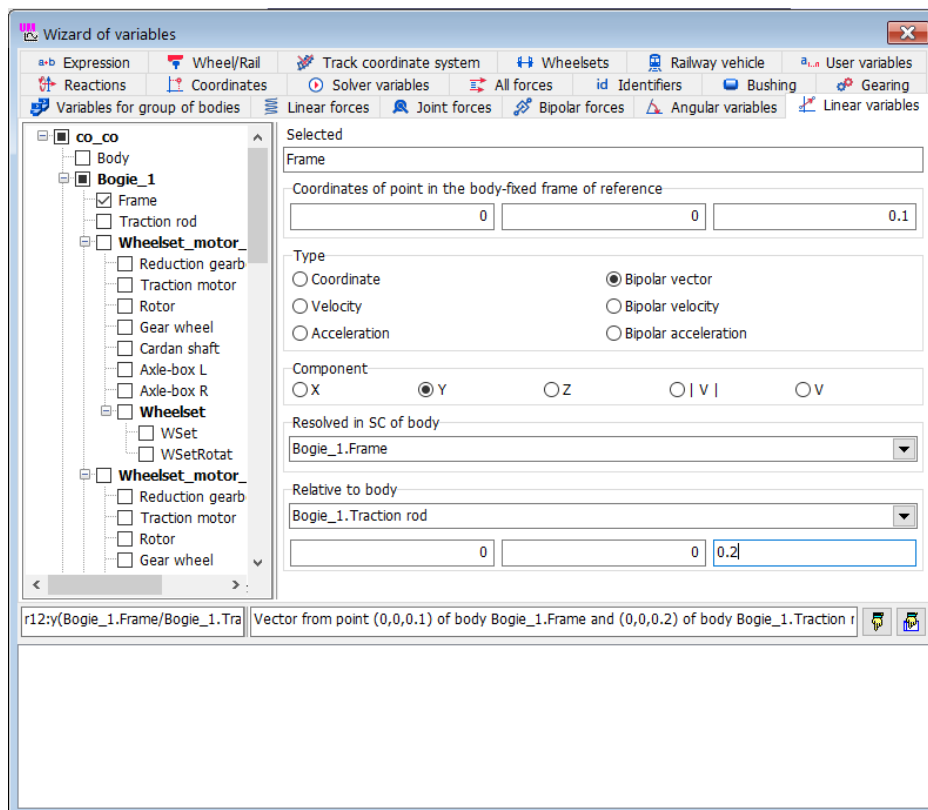 UM Wizard of variables
a+b Expression Wheel/Rail Track coordinate system Wheelsets Railway vehicle User variables
Reactions Coordinates Solver variables All forces id Identifiers Bushing Gearing
Variables for group of bodies Linear forces Joint forces Bipolar forces Angular variables Linear variables
co_co
Body
Bogie_1
Frame
Traction rod
Wheelset_motor_
Reduction gearb
Traction motor
Rotor
Gear wheel
Cardan shaft
Axle-box L
Axle-box R
Wheelset
WSet
WSetRotat
Wheelset_motor_
Reduction gearb
Traction motor
Rotor
Gear wheel
Selected
Frame
Coordinates of point in the body-fixed frame of reference
0 0 0.1
Type
Coordinate Bipolar vector
Velocity Bipolar velocity
Acceleration Bipolar acceleration
Component
X Y Z | V | V
Resolved in SC of body
Bogie_1.Frame
Relative to body
Bogie_1.Traction rod
0 0 0.2
r12:y(Bogie_1.Frame/Bogie_1.Tra Vector from point (0,0,0.1) of body Bogie_1.Frame and (0,0,0.2) of body Bogie_1.Traction r